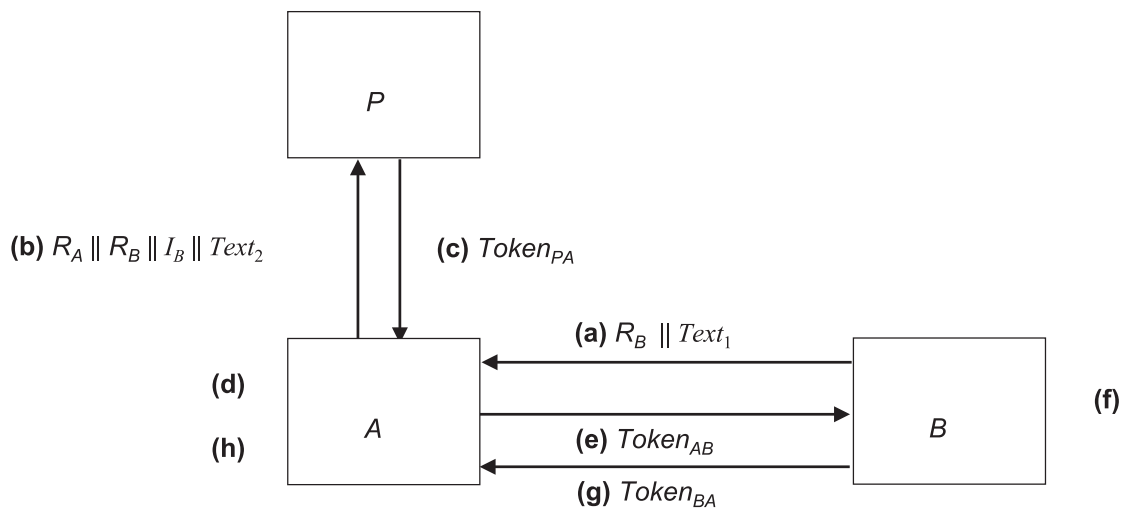 P
(b) R_A || R_B || I_B || Text_2
(c) Token_PA
(a) R_B || Text_1
(d)
(f)
A
B
(h)
(e) Token_AB
(g) Token_BA